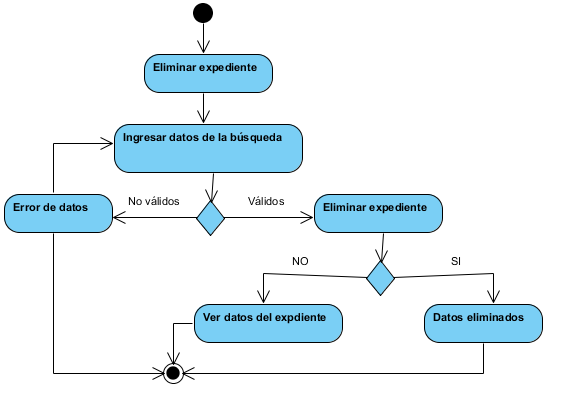 Eliminar expediente
Ingresar datos de la búsqueda
No válidos
Válidos
Error de datos
Eliminar expediente
NO
SI
Ver datos del expdiente
Datos eliminados